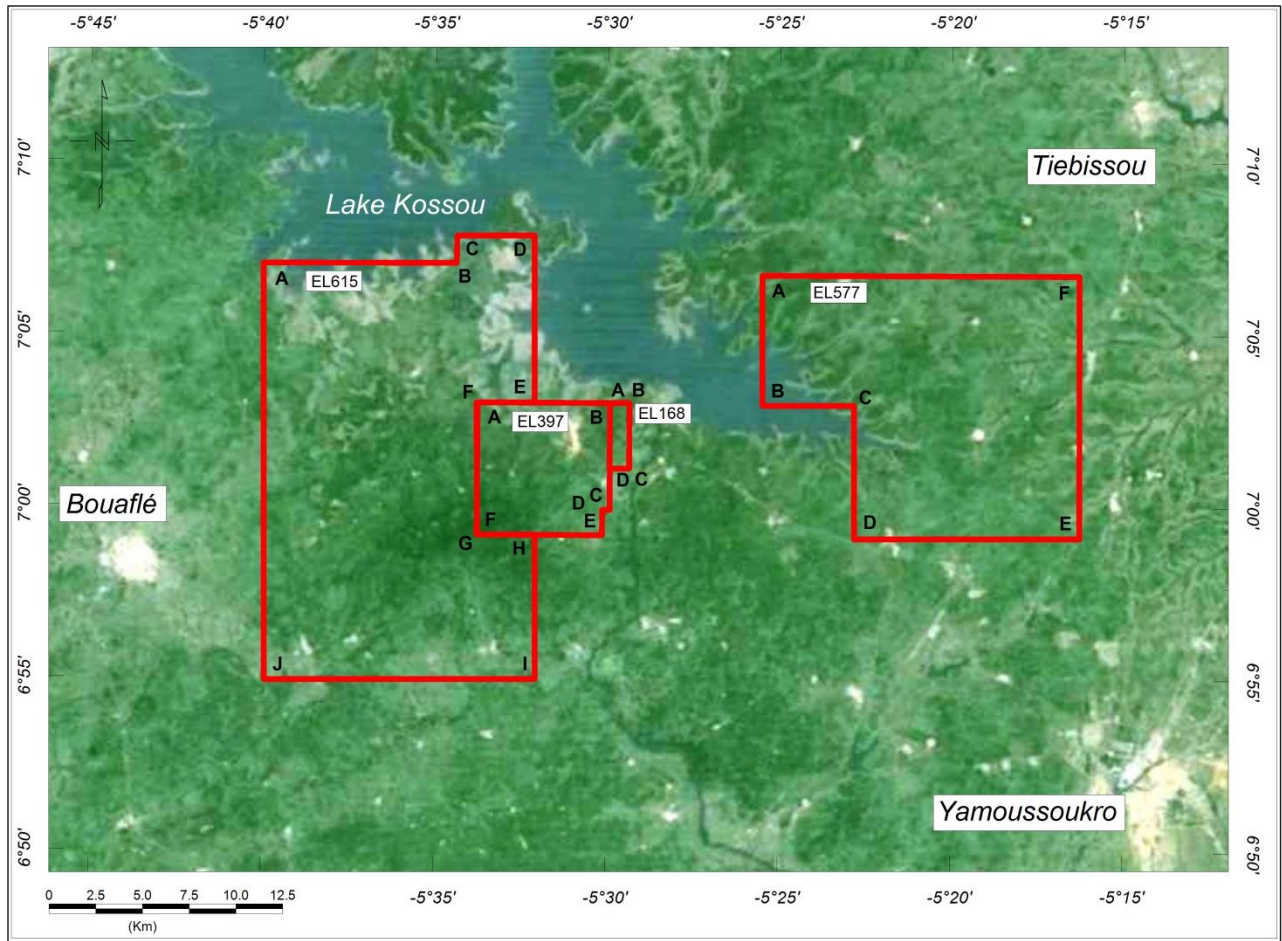 -5°45' -5°40' -5°35' -5°30' -5°25' -5°20' -5°15'
N
7°10' 7°10'
Tiebissou
Lake Kossou
C D
A EL615 B
A EL577 F
7°05' 7°05'
F E A B
B C
A EL397 B EL168
D C
Bouaflé
7°00' D C 7°00'
F E
D E
G H
J I
6°55' 6°55'
Yamoussoukro
6°50' 6°50'
0 2.5 5.0 7.5 10.0 12.5
(Km)
-5°35' -5°30' -5°25' -5°20' -5°15'